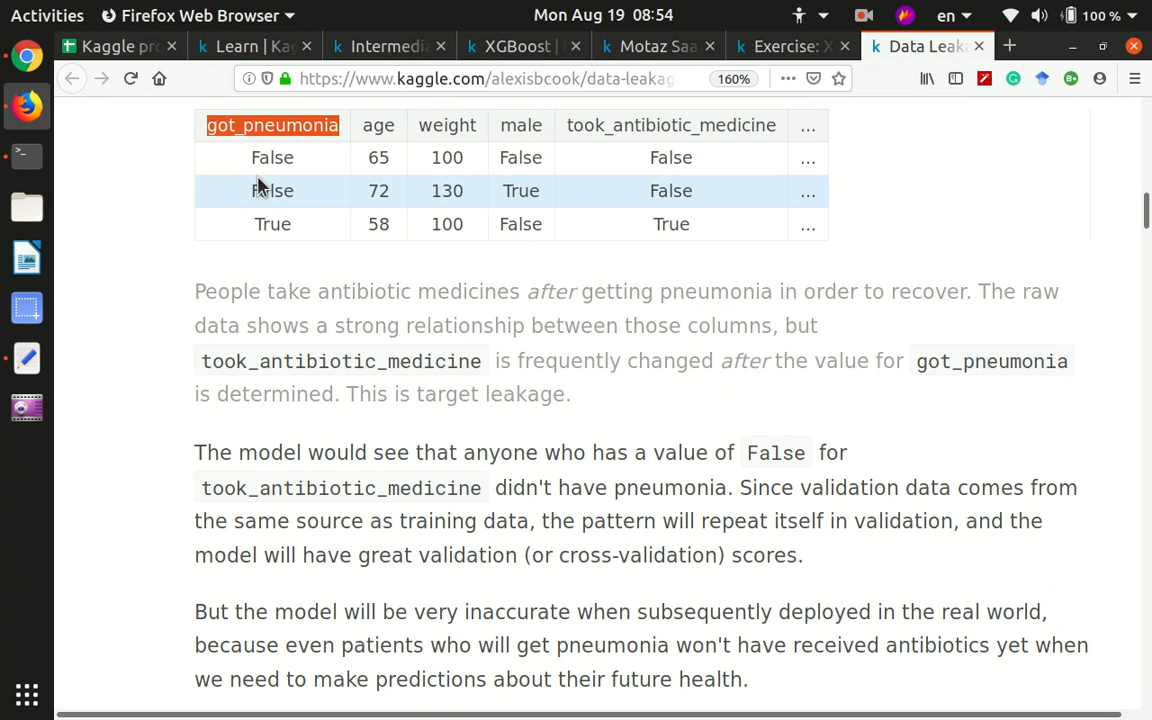 Activities Firefox Web Browser Mon Aug 19 08:54 en 100 %
Kaggle pro Learn | Kag Intermedia XGBoost | Motaz Saa Exercise: X Data Leak
https://www.kaggle.com/alexisbcook/data-leakag 160%
got_pneumonia age weight male took_antibiotic_medicine ...
False 65 100 False False ...
False 72 130 True False ...
True 58 100 False True ...
People take antibiotic medicines after getting pneumonia in order to recover. The raw
data shows a strong relationship between those columns, but
took_antibiotic_medicine is frequently changed after the value for got_pneumonia
is determined. This is target leakage.
The model would see that anyone who has a value of False for
took_antibiotic_medicine didn't have pneumonia. Since validation data comes from
the same source as training data, the pattern will repeat itself in validation, and the
model will have great validation (or cross-validation) scores.
But the model will be very inaccurate when subsequently deployed in the real world,
because even patients who will get pneumonia won't have received antibiotics yet when
we need to make predictions about their future health.